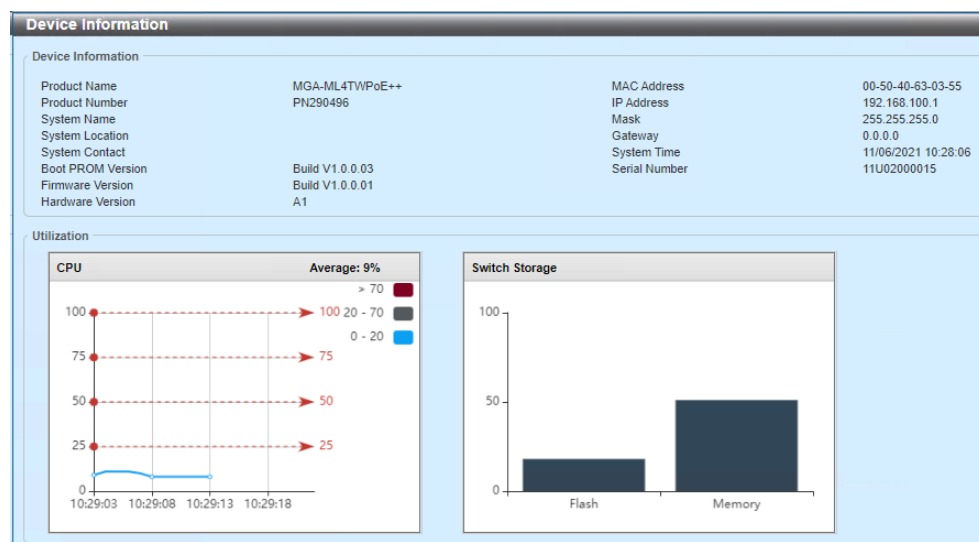 Device Information
Device Information
Product Name MGA-ML4TWPoE++ MAC Address 00-50-40-63-03-55
Product Number PN290496 IP Address 192.168.100.1
System Name Mask 255.255.255.0
System Location Gateway 0.0.0.0
System Contact System Time 11/06/2021 10:28:06
Boot PROM Version Build V1.0.0.03 Serial Number 11U02000015
Firmware Version Build V1.0.0.01
Hardware Version A1
Utilization
CPU Average: 9%
> 70
100 100 20 - 70
0 - 20
75 75
50 50
25 25
0
10:29:03 10:29:08 10:29:13 10:29:18
Switch Storage
100
50
0
Flash Memory